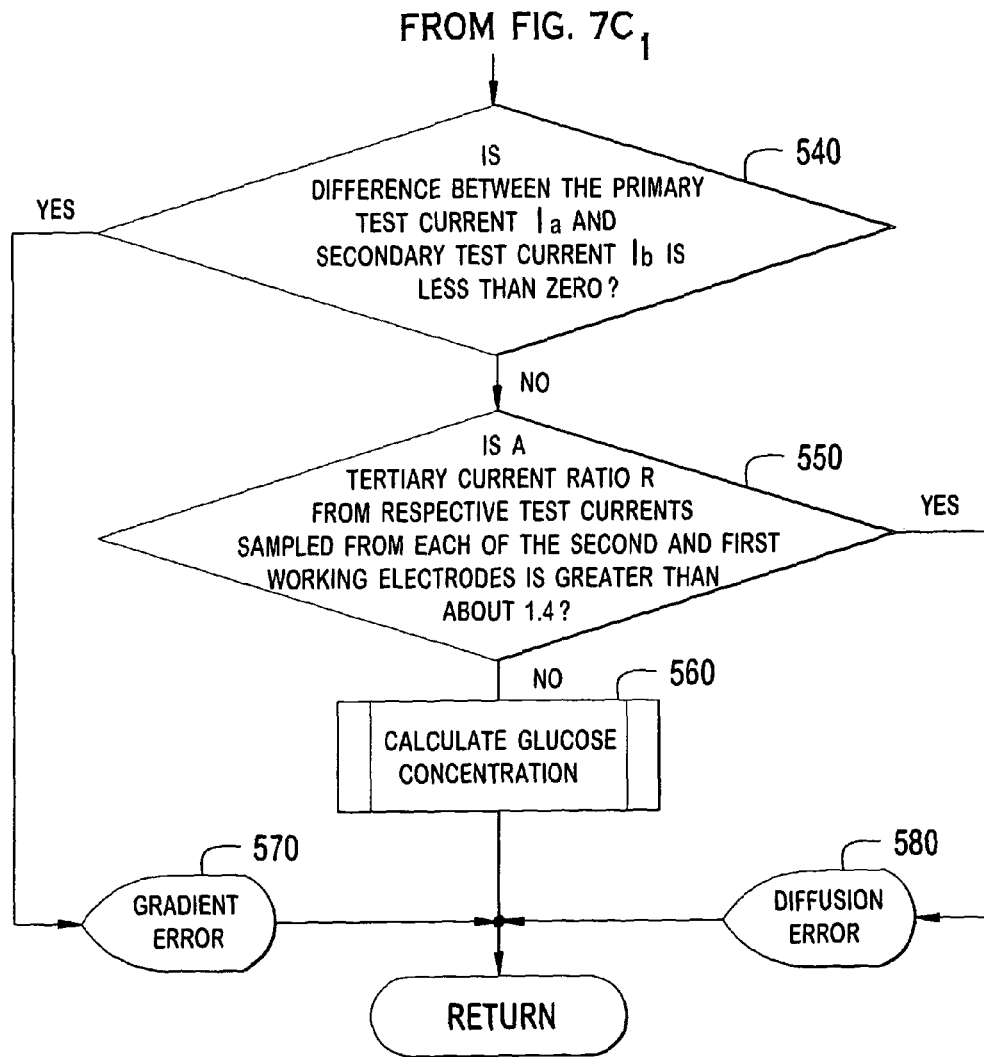 FROM FIG. 7C1
540
IS
DIFFERENCE BETWEEN THE PRIMARY
TEST CURRENT Ia AND
SECONDARY TEST CURRENT Ib IS
LESS THAN ZERO?
YES
NO
550
IS A
TERTIARY CURRENT RATIO R
FROM RESPECTIVE TEST CURRENTS
SAMPLED FROM EACH OF THE SECOND AND FIRST
WORKING ELECTRODES IS GREATER THAN
ABOUT 1.4?
YES
NO
560
CALCULATE GLUCOSE
CONCENTRATION
570
GRADIENT
ERROR
580
DIFFUSION
ERROR
RETURN